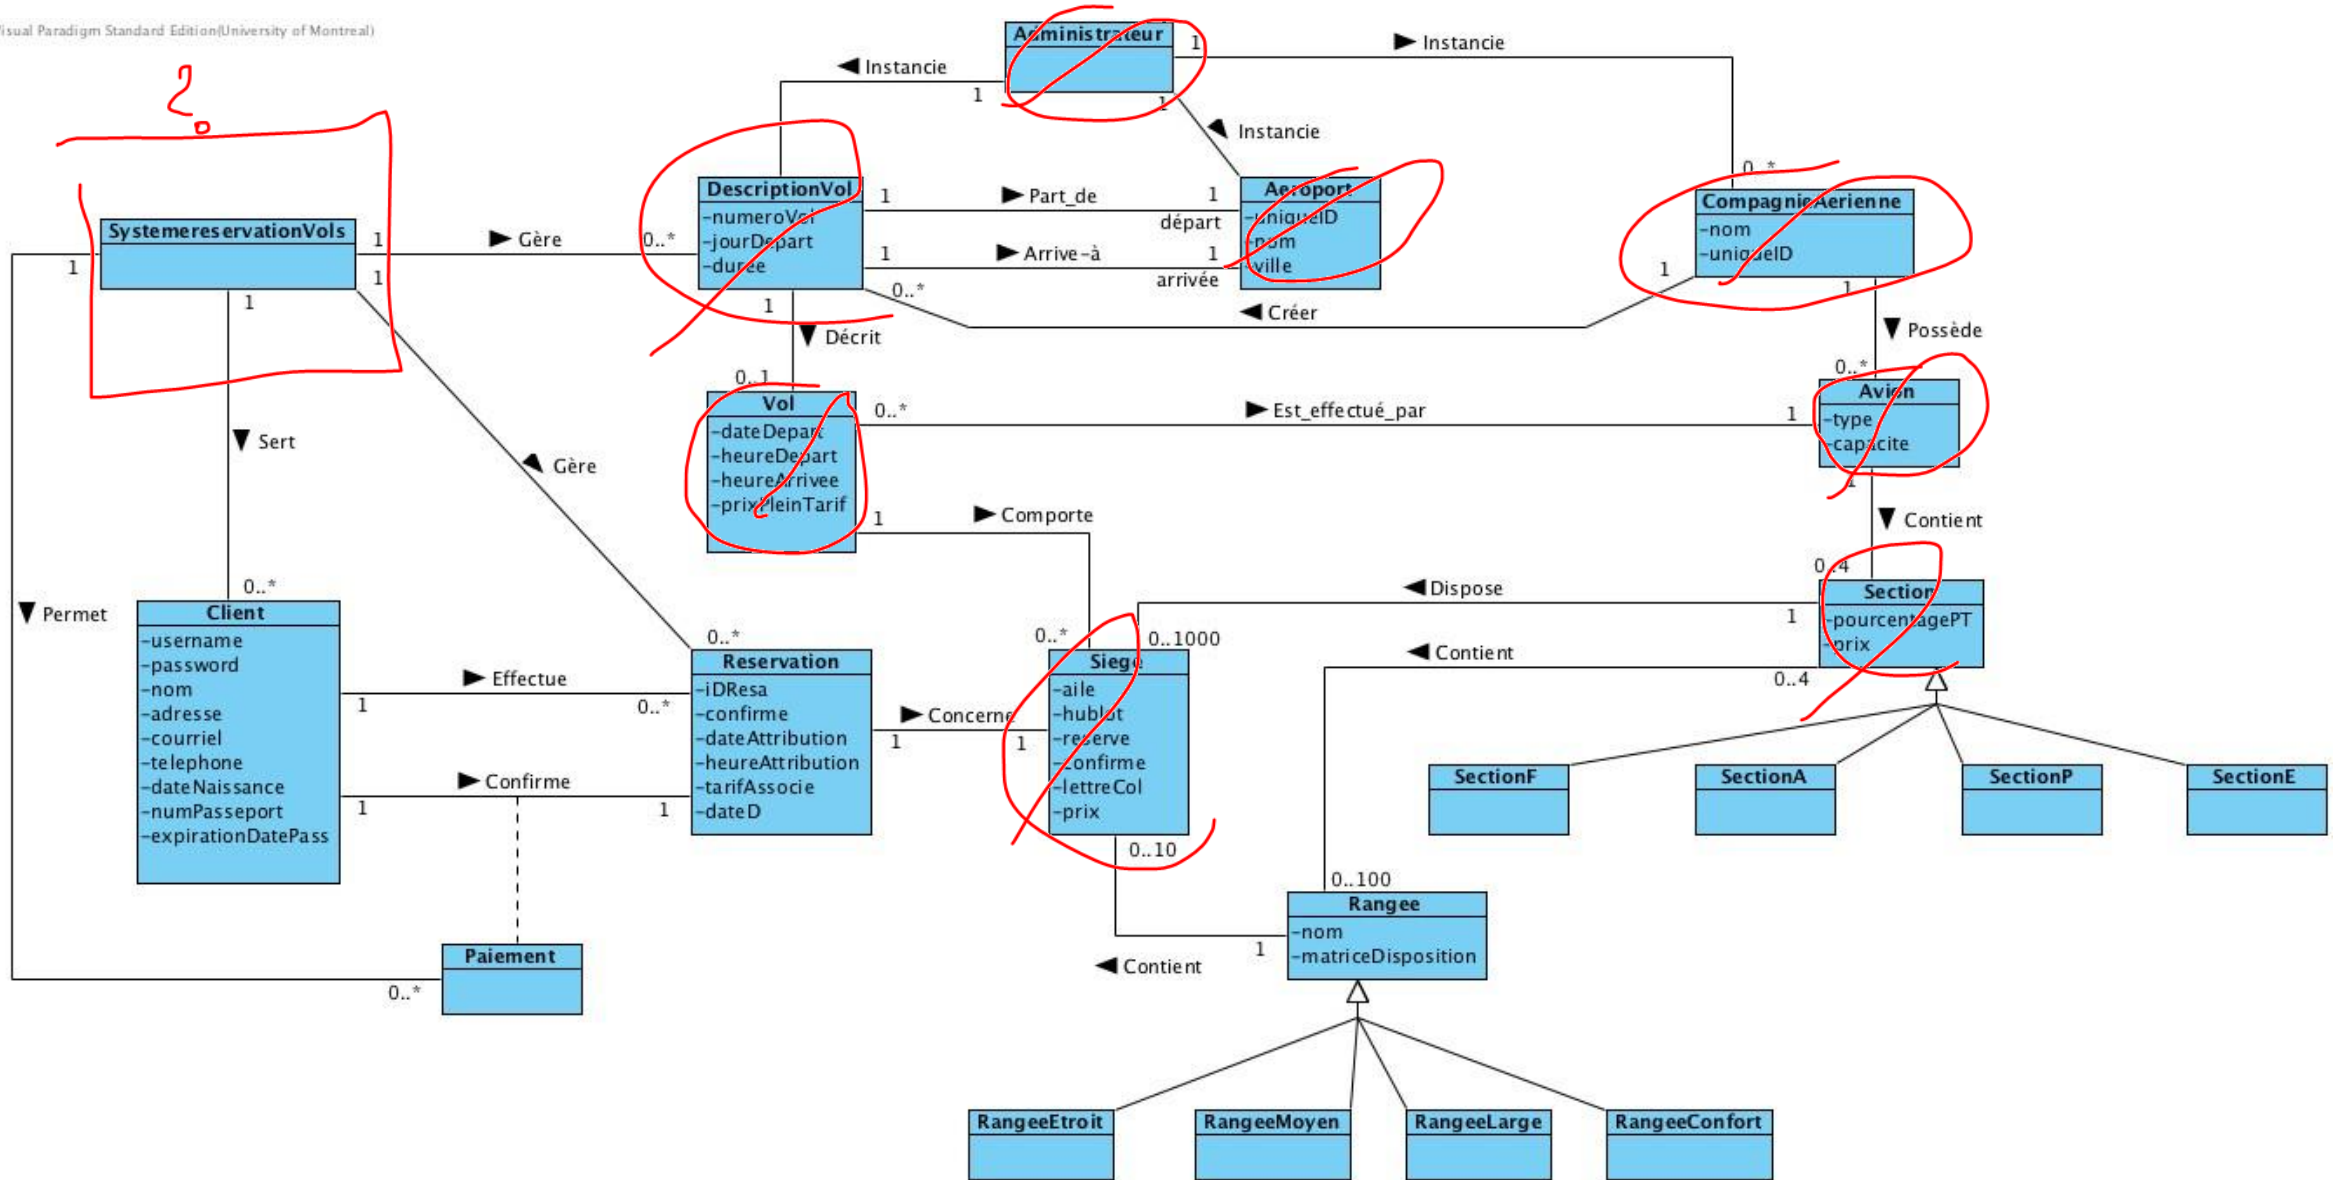 isual Paradigm Standard Edition(University of Montreal)
?
Administrateur
1
1
1
Instancie
Instancie
Instancie
SystemereservationVols
1
1
1
1
Gère
0..*
DescriptionVol
-numeroVol
-jourDepart
-duree
1
Part_de
1
départ
1
Arrive-à
1
arrivée
Aeroport
-uniqueID
-nom
-ville
0..*
CompagnieAerienne
-nom
-uniqueID
1
1
0..*
Créer
1
Décrit
0..1
Possède
0..*
Vol
-dateDepart
-heureDepart
-heureArrivee
-prixPleinTarif
0..*
Est_effectué_par
1
Avion
-type
-capacite
1
Contient
0..4
1
Comporte
0..*
Sert
0..*
Gère
0..*
Permet
Client
-username
-password
-nom
-adresse
-courriel
-telephone
-dateNaissance
-numPasseport
-expirationDatePass
1
Effectue
0..*
1
Confirme
1
Reservation
-iDResa
-confirme
-dateAttribution
-heureAttribution
-tarifAssocie
-dateD
1
Concerne
1
Siege
-aile
-hublot
-reserve
-confirme
-lettreCol
-prix
0..1000
Dispose
1
Section
-pourcentagePT
-prix
Contient
0..4
SectionF
SectionA
SectionP
SectionE
0..10
Contient
1
0..100
Rangee
-nom
-matriceDisposition
Paiement
0..*
RangeeEtroit
RangeeMoyen
RangeeLarge
RangeeConfort